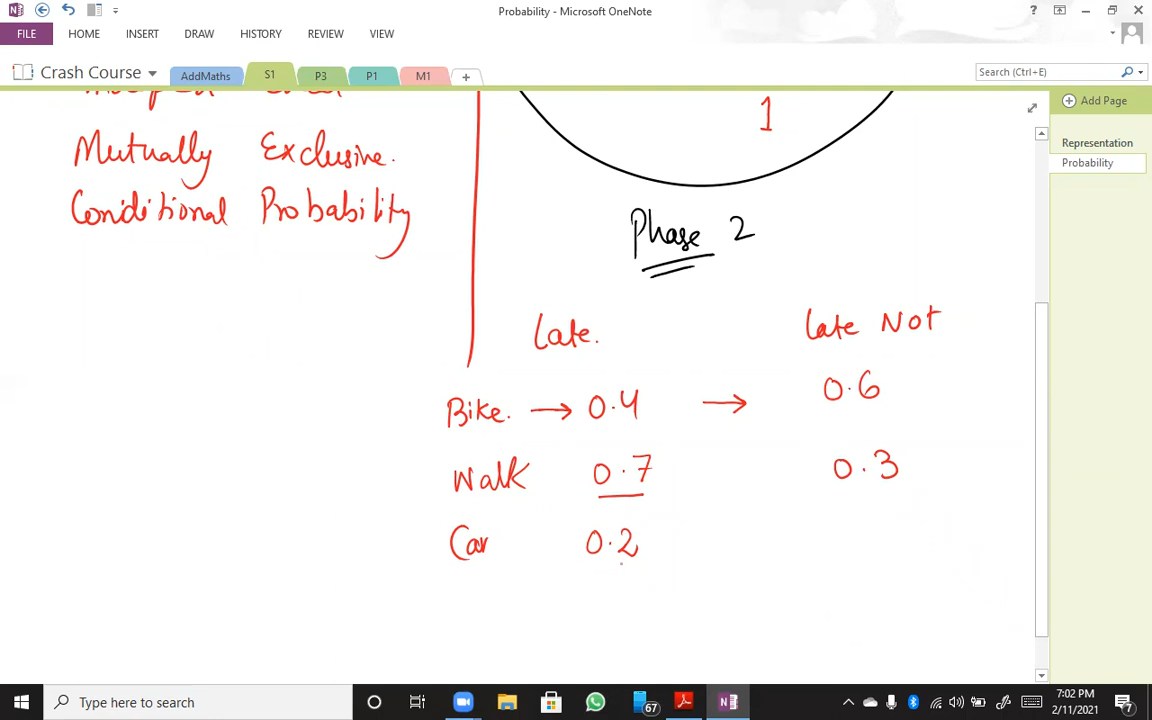 Probability - Microsoft OneNote
FILE HOME INSERT DRAW HISTORY REVIEW VIEW
Crash Course AddMaths S1 P3 P1 M1 Search (Ctrl+E)
Add Page
Representation
Probability
1
Mutually Exclusive.
Conditional Probability
Phase 2
Late. Late Not
Bike. → 0.4 → 0.6
Walk 0.7 0.3
Car 0.2
Type here to search
67
7:02 PM
2/11/2021
7